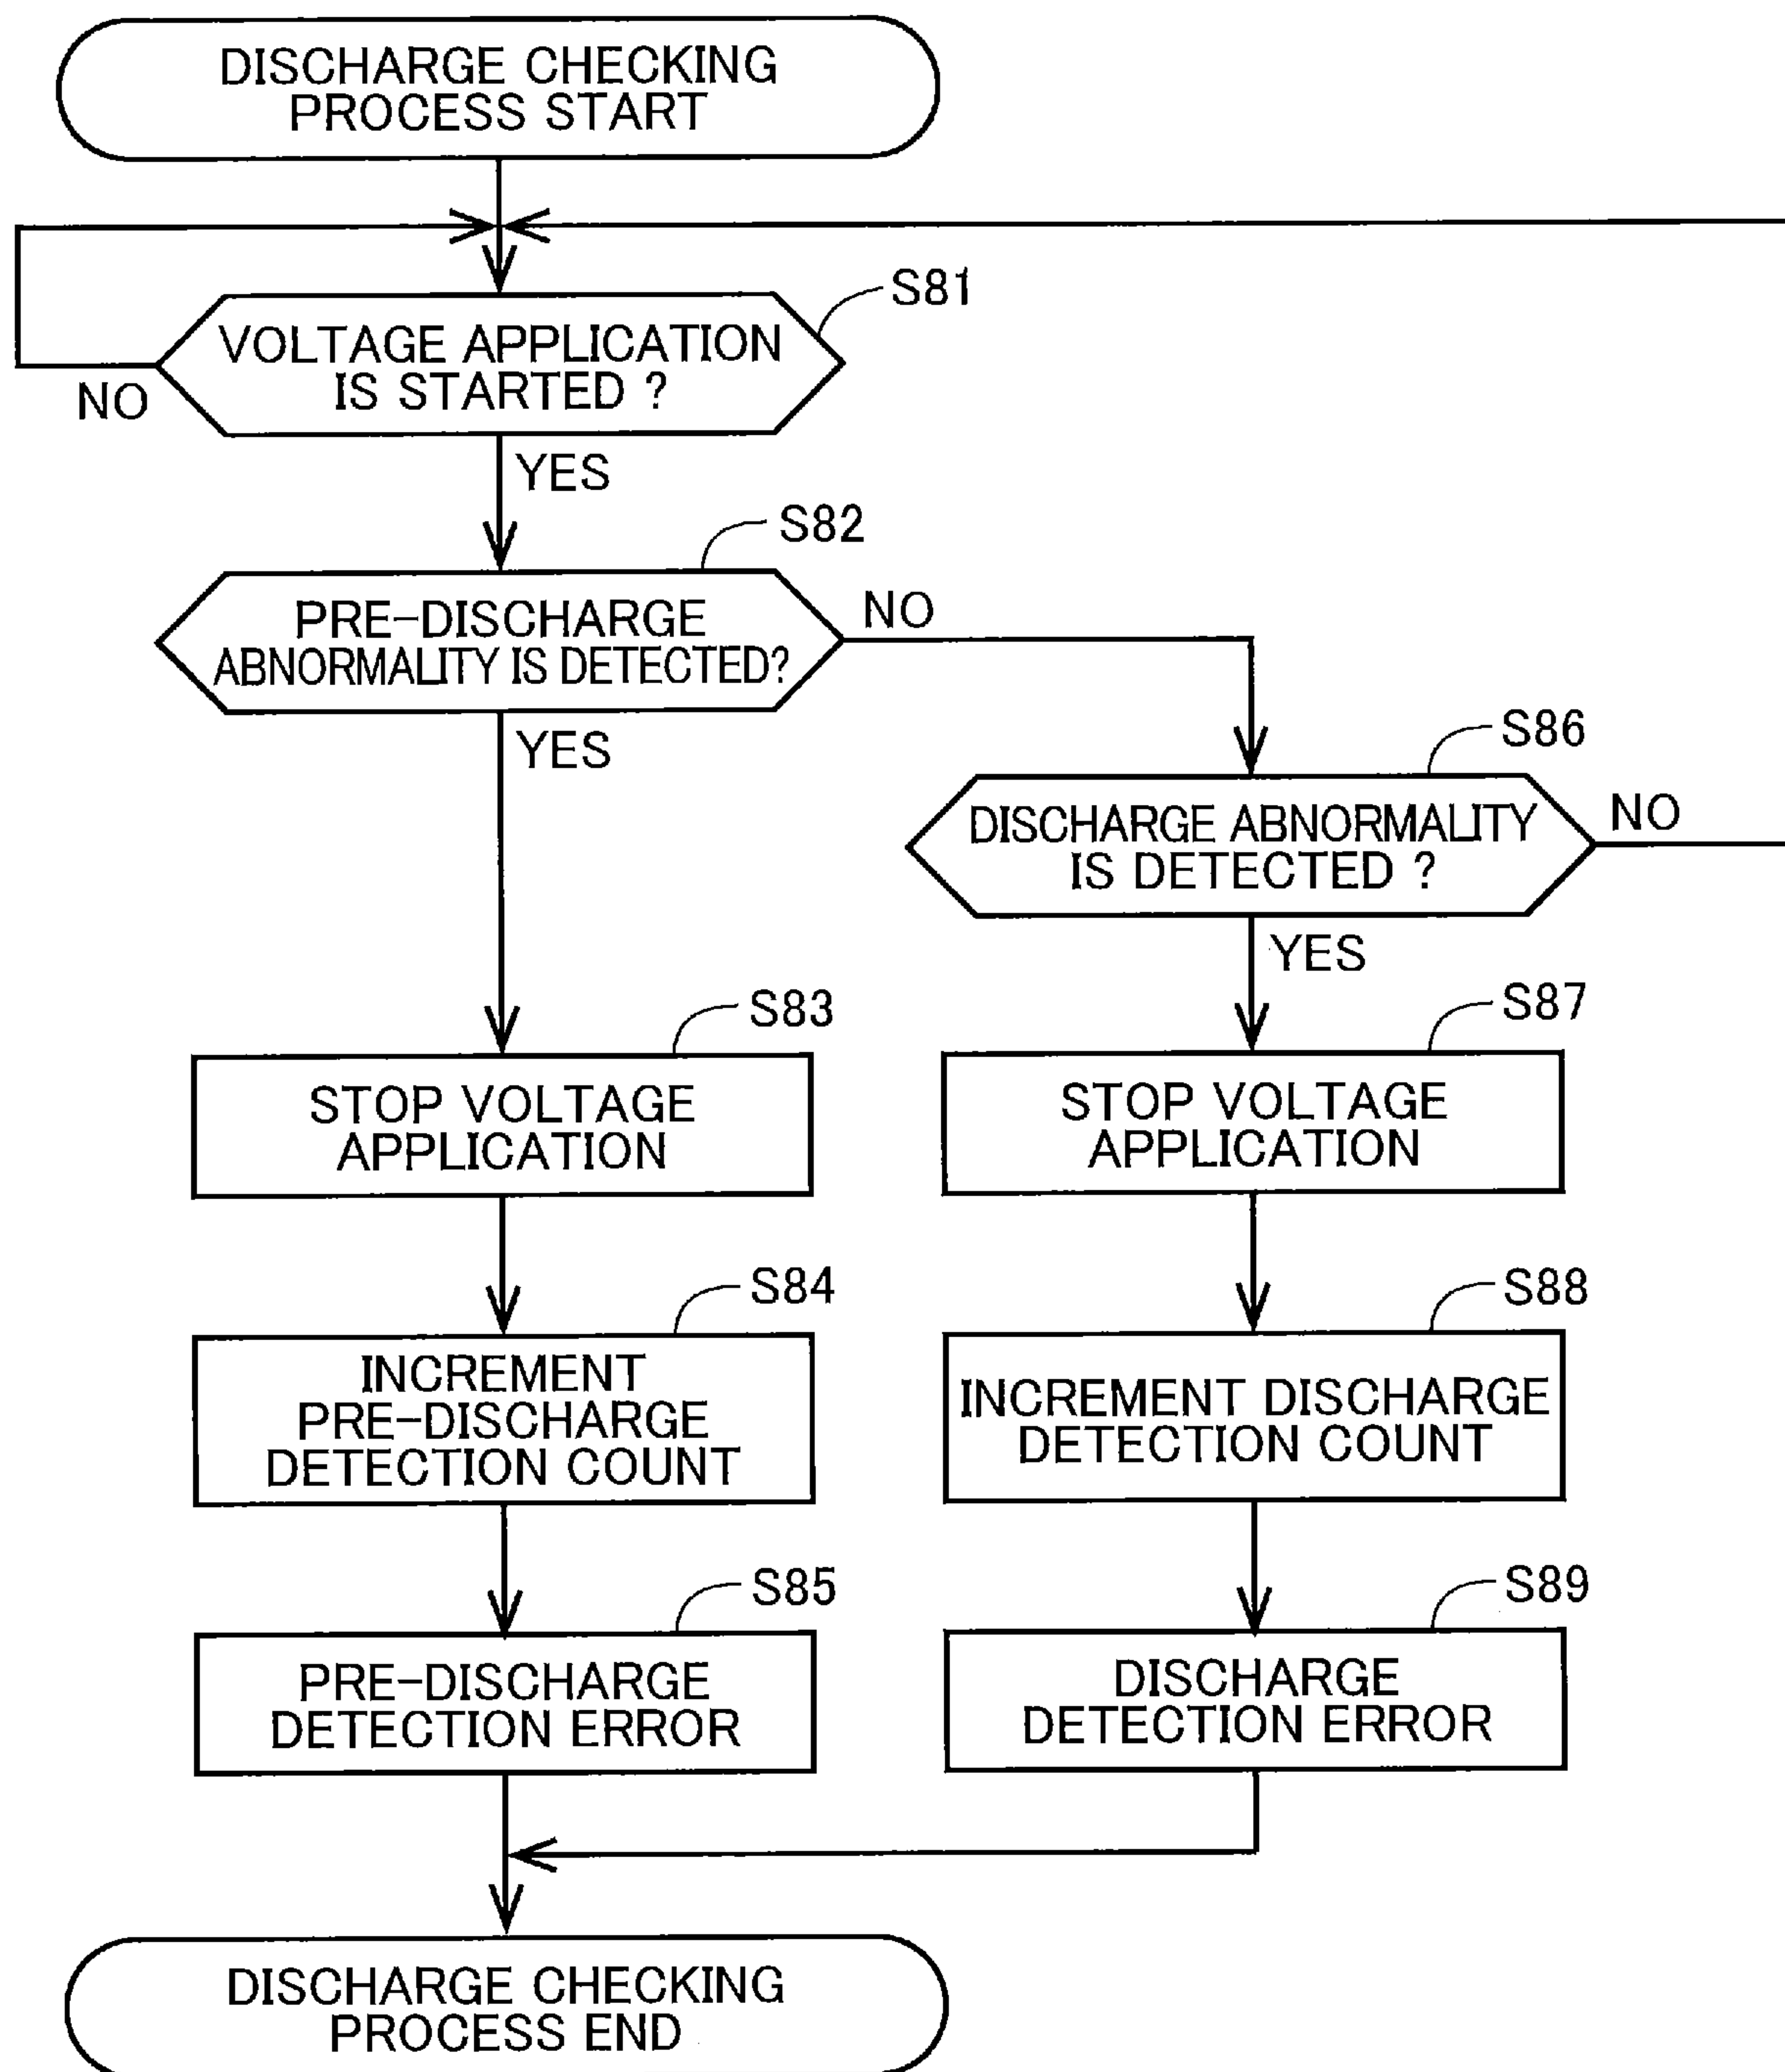 DISCHARGE CHECKING
PROCESS START
S81
VOLTAGE APPLICATION
IS STARTED ?
NO
YES
S82
PRE-DISCHARGE
ABNORMALITY IS DETECTED?
NO
YES
S86
DISCHARGE ABNORMALITY
IS DETECTED ?
NO
YES
S83
STOP VOLTAGE
APPLICATION
S87
STOP VOLTAGE
APPLICATION
S84
INCREMENT
PRE-DISCHARGE
DETECTION COUNT
S88
INCREMENT DISCHARGE
DETECTION COUNT
S85
PRE-DISCHARGE
DETECTION ERROR
S89
DISCHARGE
DETECTION ERROR
DISCHARGE CHECKING
PROCESS END